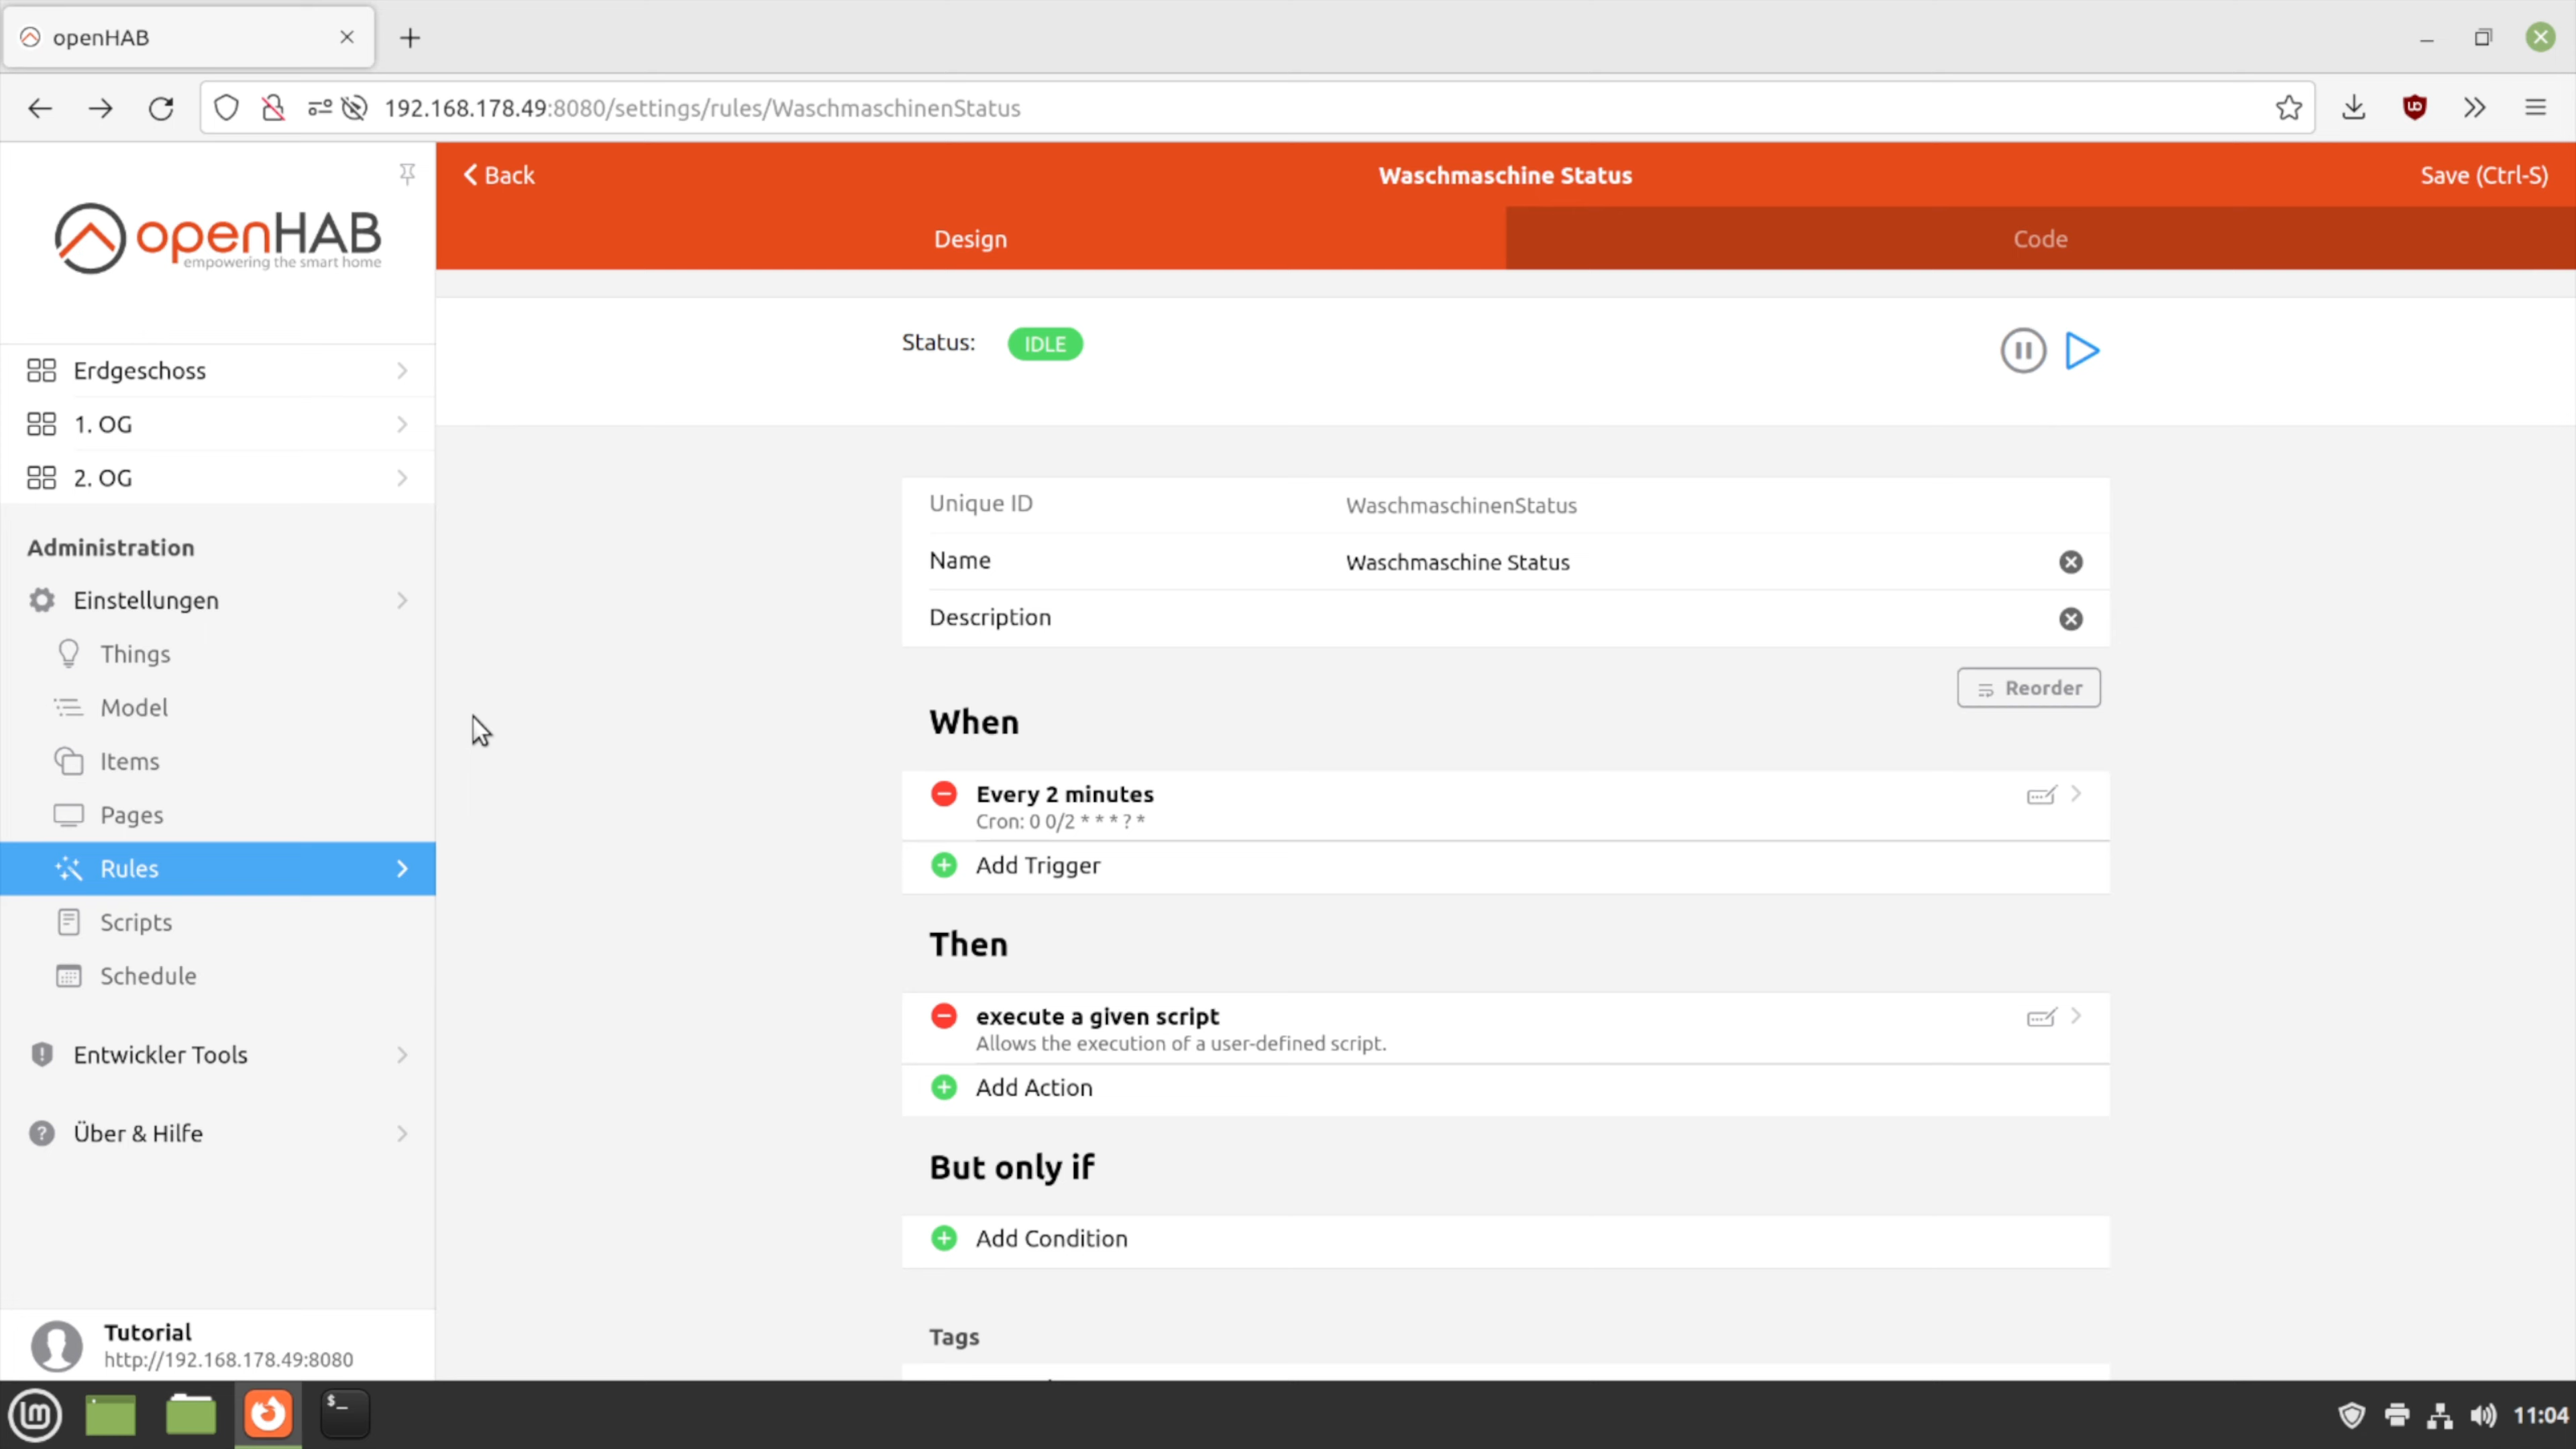 openHAB
192.168.178.49:8080/settings/rules/WaschmaschinenStatus
Back
Waschmaschine Status
Save (Ctrl-S)
openHAB
empowering the smart home
Design
Code
Status:
IDLE
Erdgeschoss
1. OG
2. OG
Unique ID
WaschmaschinenStatus
Administration
Name
Waschmaschine Status
Einstellungen
Description
Things
Reorder
Model
When
Items
Every 2 minutes
Cron: 0 0/2 * * * ? *
Pages
Rules
Add Trigger
Scripts
Then
Schedule
execute a given script
Allows the execution of a user-defined script.
Entwickler Tools
Add Action
Über & Hilfe
But only if
Add Condition
Tutorial
http://192.168.178.49:8080
Tags
$_
11:04